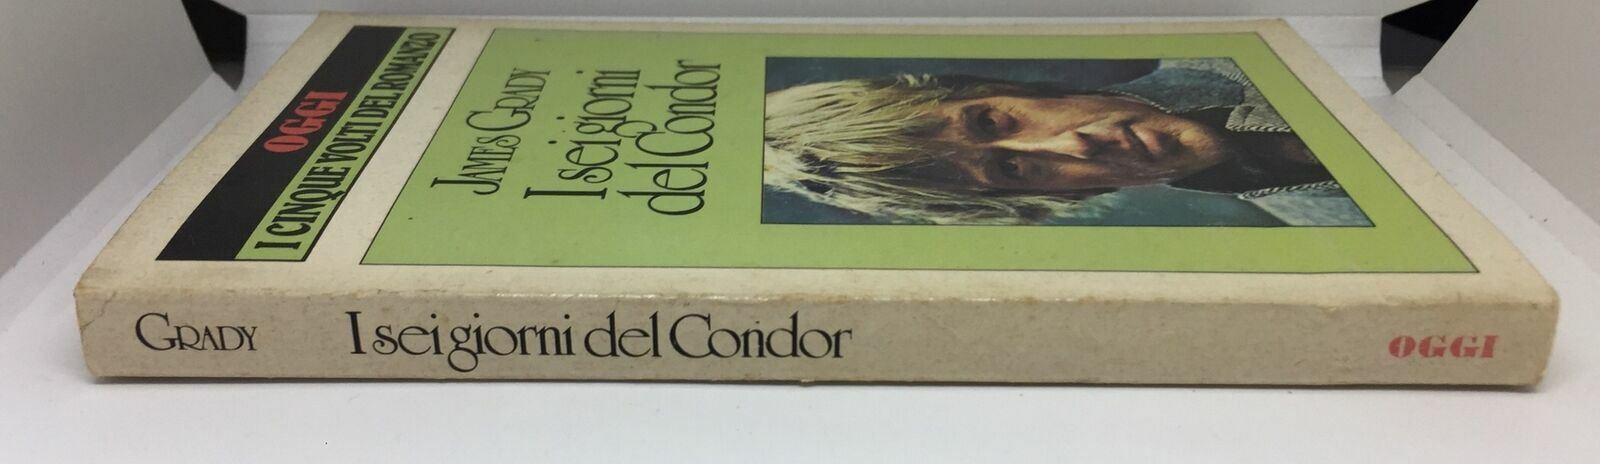 OGGI
I CINQUE VOLTI DEL ROMANZO
JAMES GRADY
I sei giorni
del Condor
GRADY
I sei giorni del Condor
OGGI